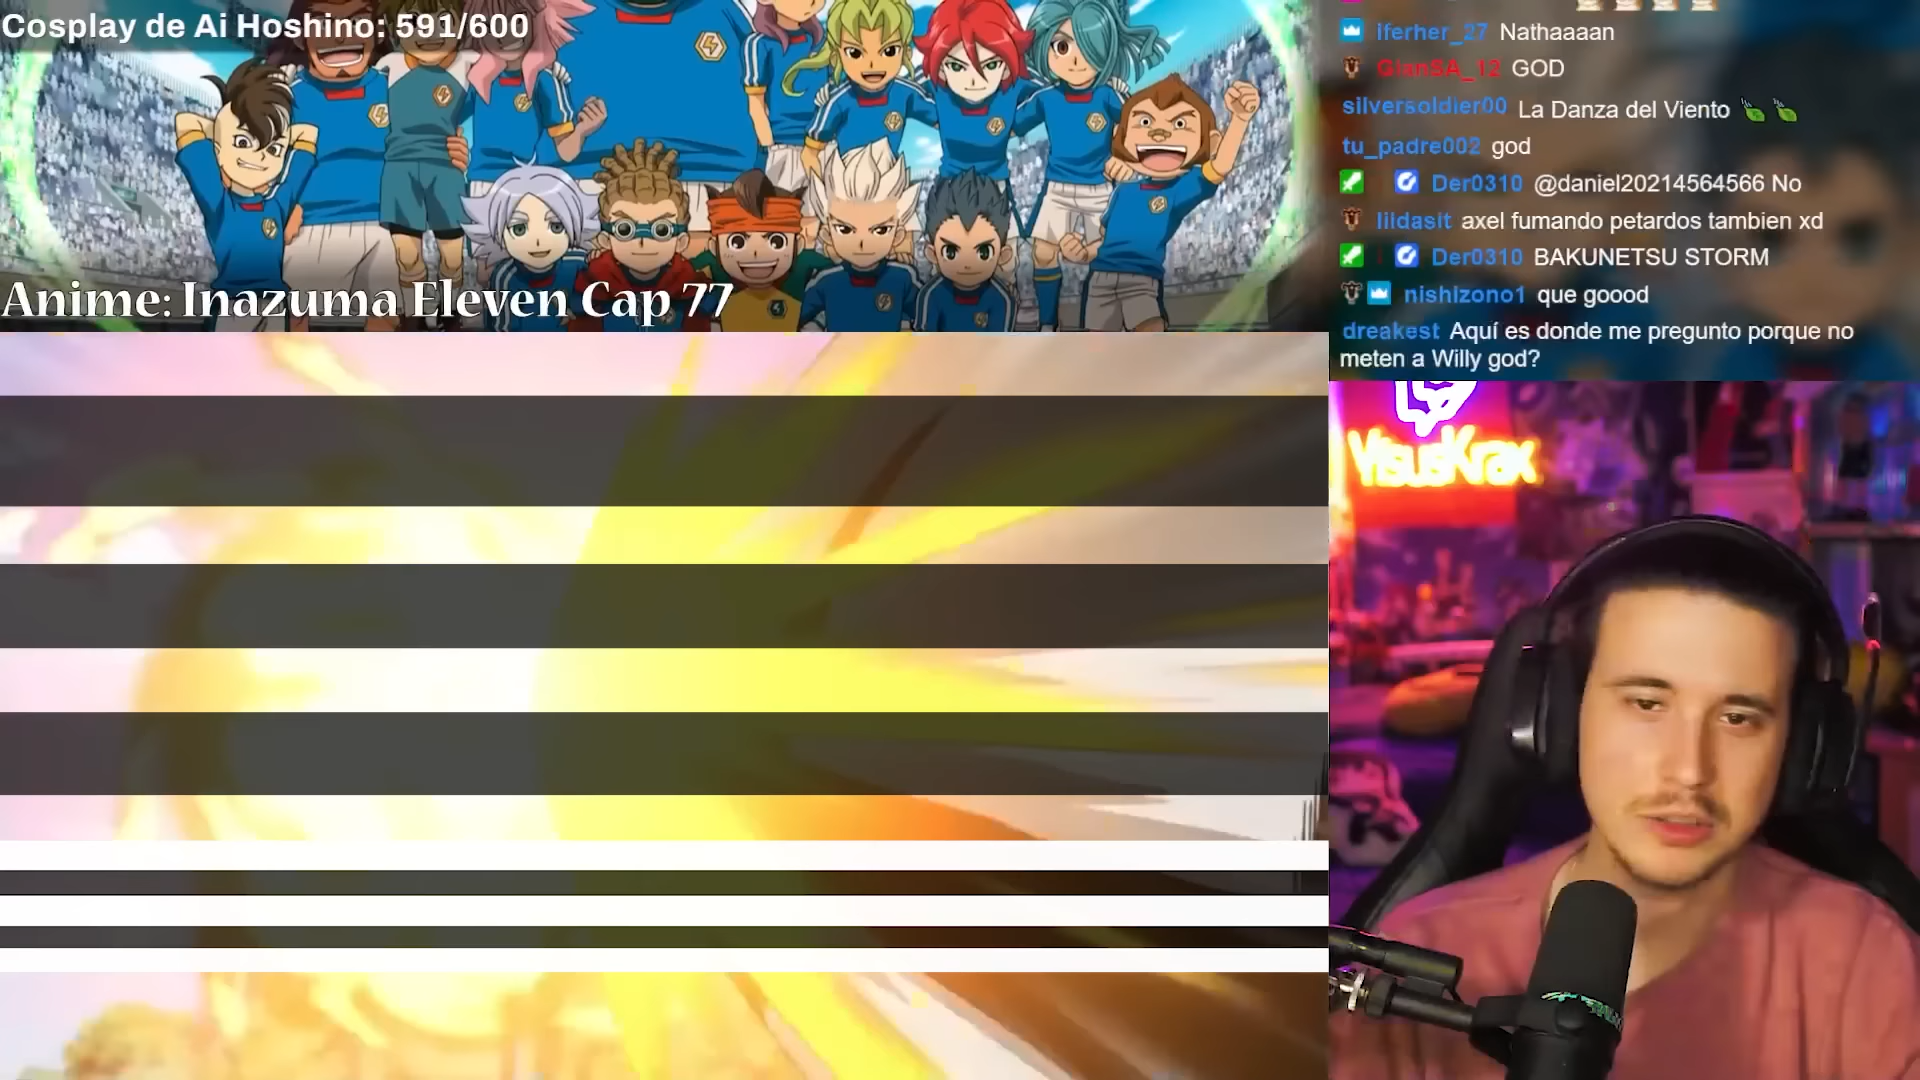 Cosplay de Ai Hoshino: 591/600
Anime: Inazuma Eleven Cap 77
lferher_27 Nathaaaan
GianSA_12 GOD
silversoldier00 La Danza del Viento
tu_padre002 god
Der0310 @daniel20214564566 No
lildasit axel fumando petardos tambien xd
Der0310 BAKUNETSU STORM
nishizono1 que goood
dreakest Aquí es donde me pregunto porque no
meten a Willy god?
VisusKrax